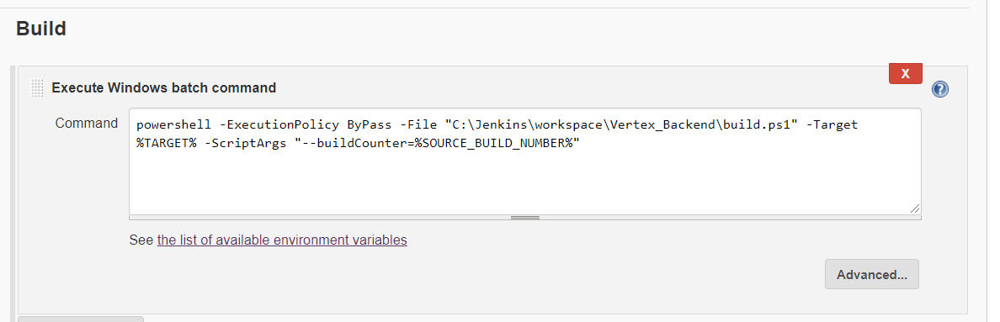 Build
X
Execute Windows batch command
Command
powershell -ExecutionPolicy ByPass -File "C:\Jenkins\workspace\Vertex_Backend\build.ps1" -Target
%TARGET% -ScriptArgs "--buildCounter=%SOURCE_BUILD_NUMBER%"
See the list of available environment variables
Advanced...